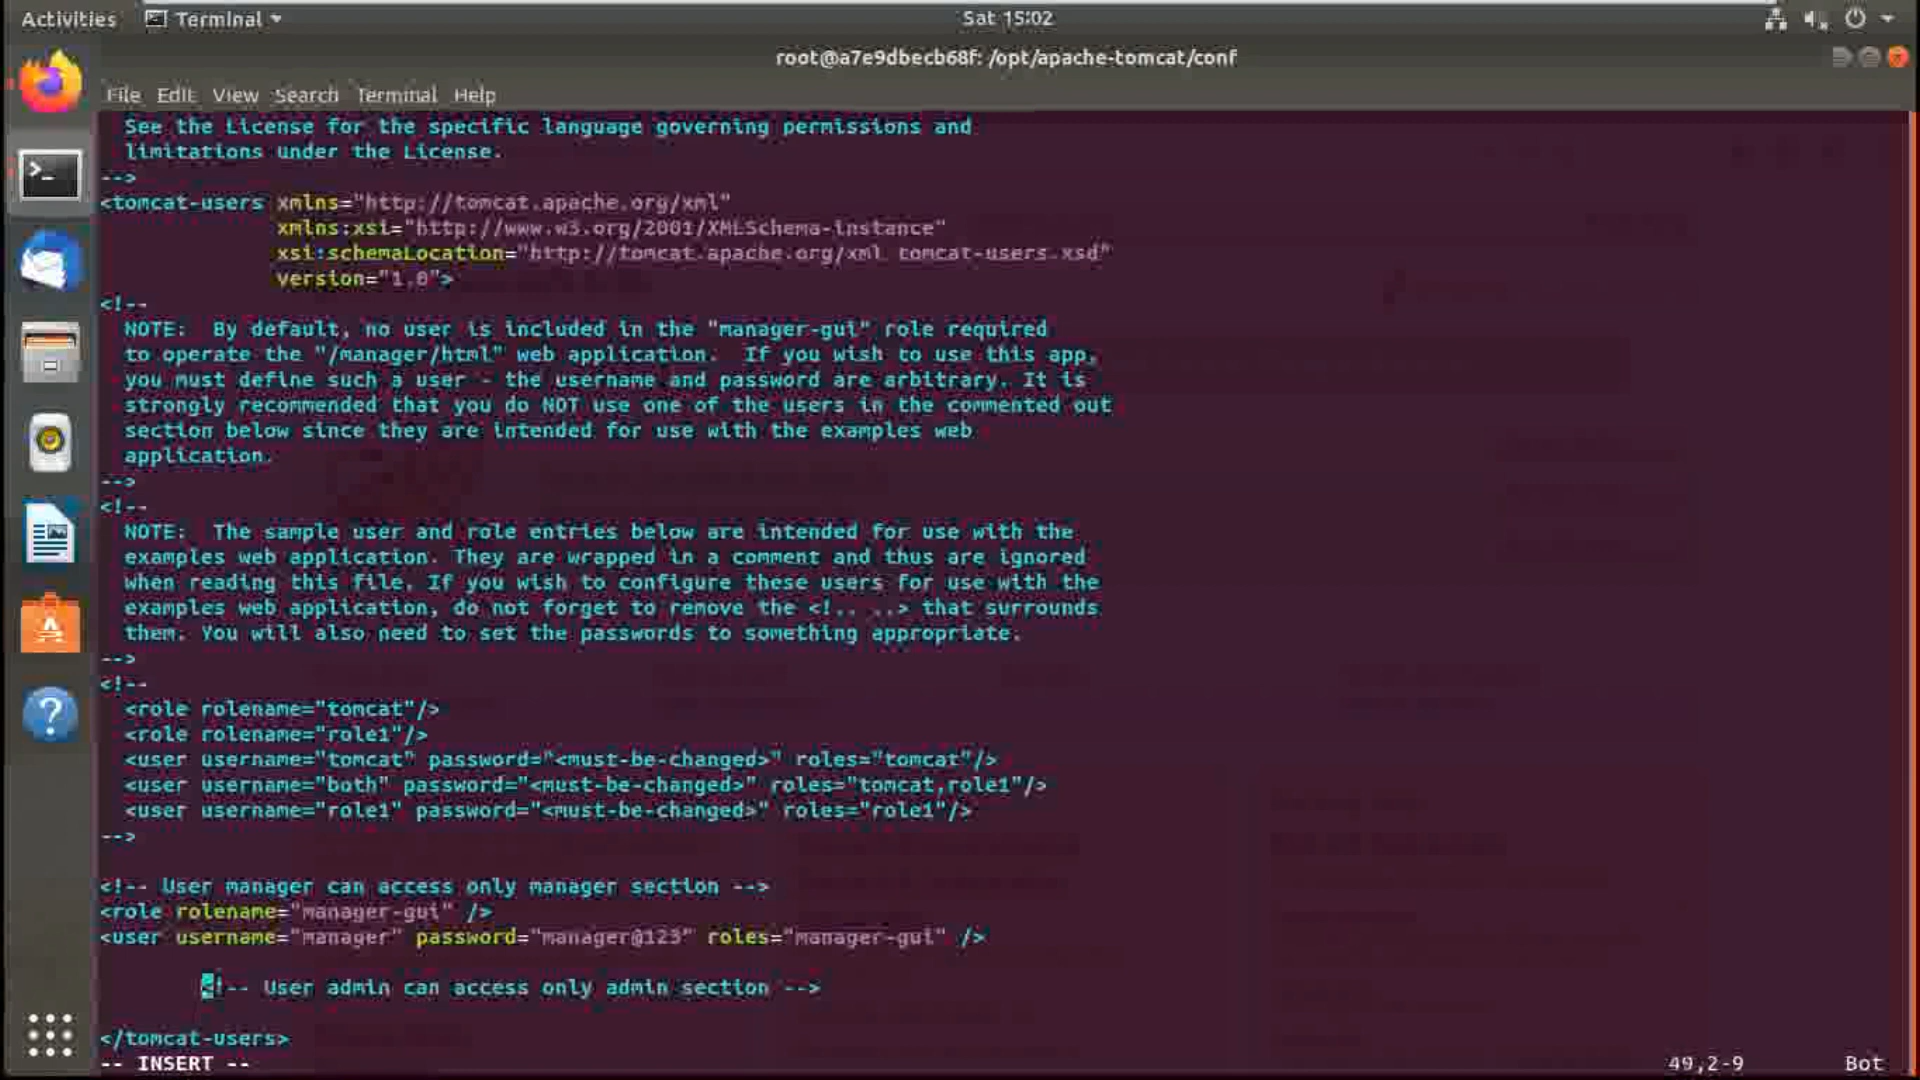 Activities Terminal Sat 15:02
root@a7e9dbecb68f: /opt/apache-tomcat/conf
File Edit View Search Terminal Help
See the License for the specific language governing permissions and
limitations under the License.
-->
<tomcat-users xmlns="http://tomcat.apache.org/xml"
xmlns:xsi="http://www.w3.org/2001/XMLSchema-instance"
xsi:schemaLocation="http://tomcat.apache.org/xml tomcat-users.xsd"
version="1.0">
<!--
NOTE:  By default, no user is included in the "manager-gui" role required
to operate the "/manager/html" web application.  If you wish to use this app,
you must define such a user - the username and password are arbitrary. It is
strongly recommended that you do NOT use one of the users in the commented out
section below since they are intended for use with the examples web
application.
-->
<!--
NOTE:  The sample user and role entries below are intended for use with the
examples web application. They are wrapped in a comment and thus are ignored
when reading this file. If you wish to configure these users for use with the
examples web application, do not forget to remove the <!.. ..> that surrounds
them. You will also need to set the passwords to something appropriate.
-->
<!--
<role rolename="tomcat"/>
<role rolename="role1"/>
<user username="tomcat" password="<must-be-changed>" roles="tomcat"/>
<user username="both" password="<must-be-changed>" roles="tomcat,role1"/>
<user username="role1" password="<must-be-changed>" roles="role1"/>
-->
<!-- User manager can access only manager section -->
<role rolename="manager-gui" />
<user username="manager" password="manager@123" roles="manager-gui" />
<!-- User admin can access only admin section -->
</tomcat-users>
-- INSERT -- 49,2-9 Bot